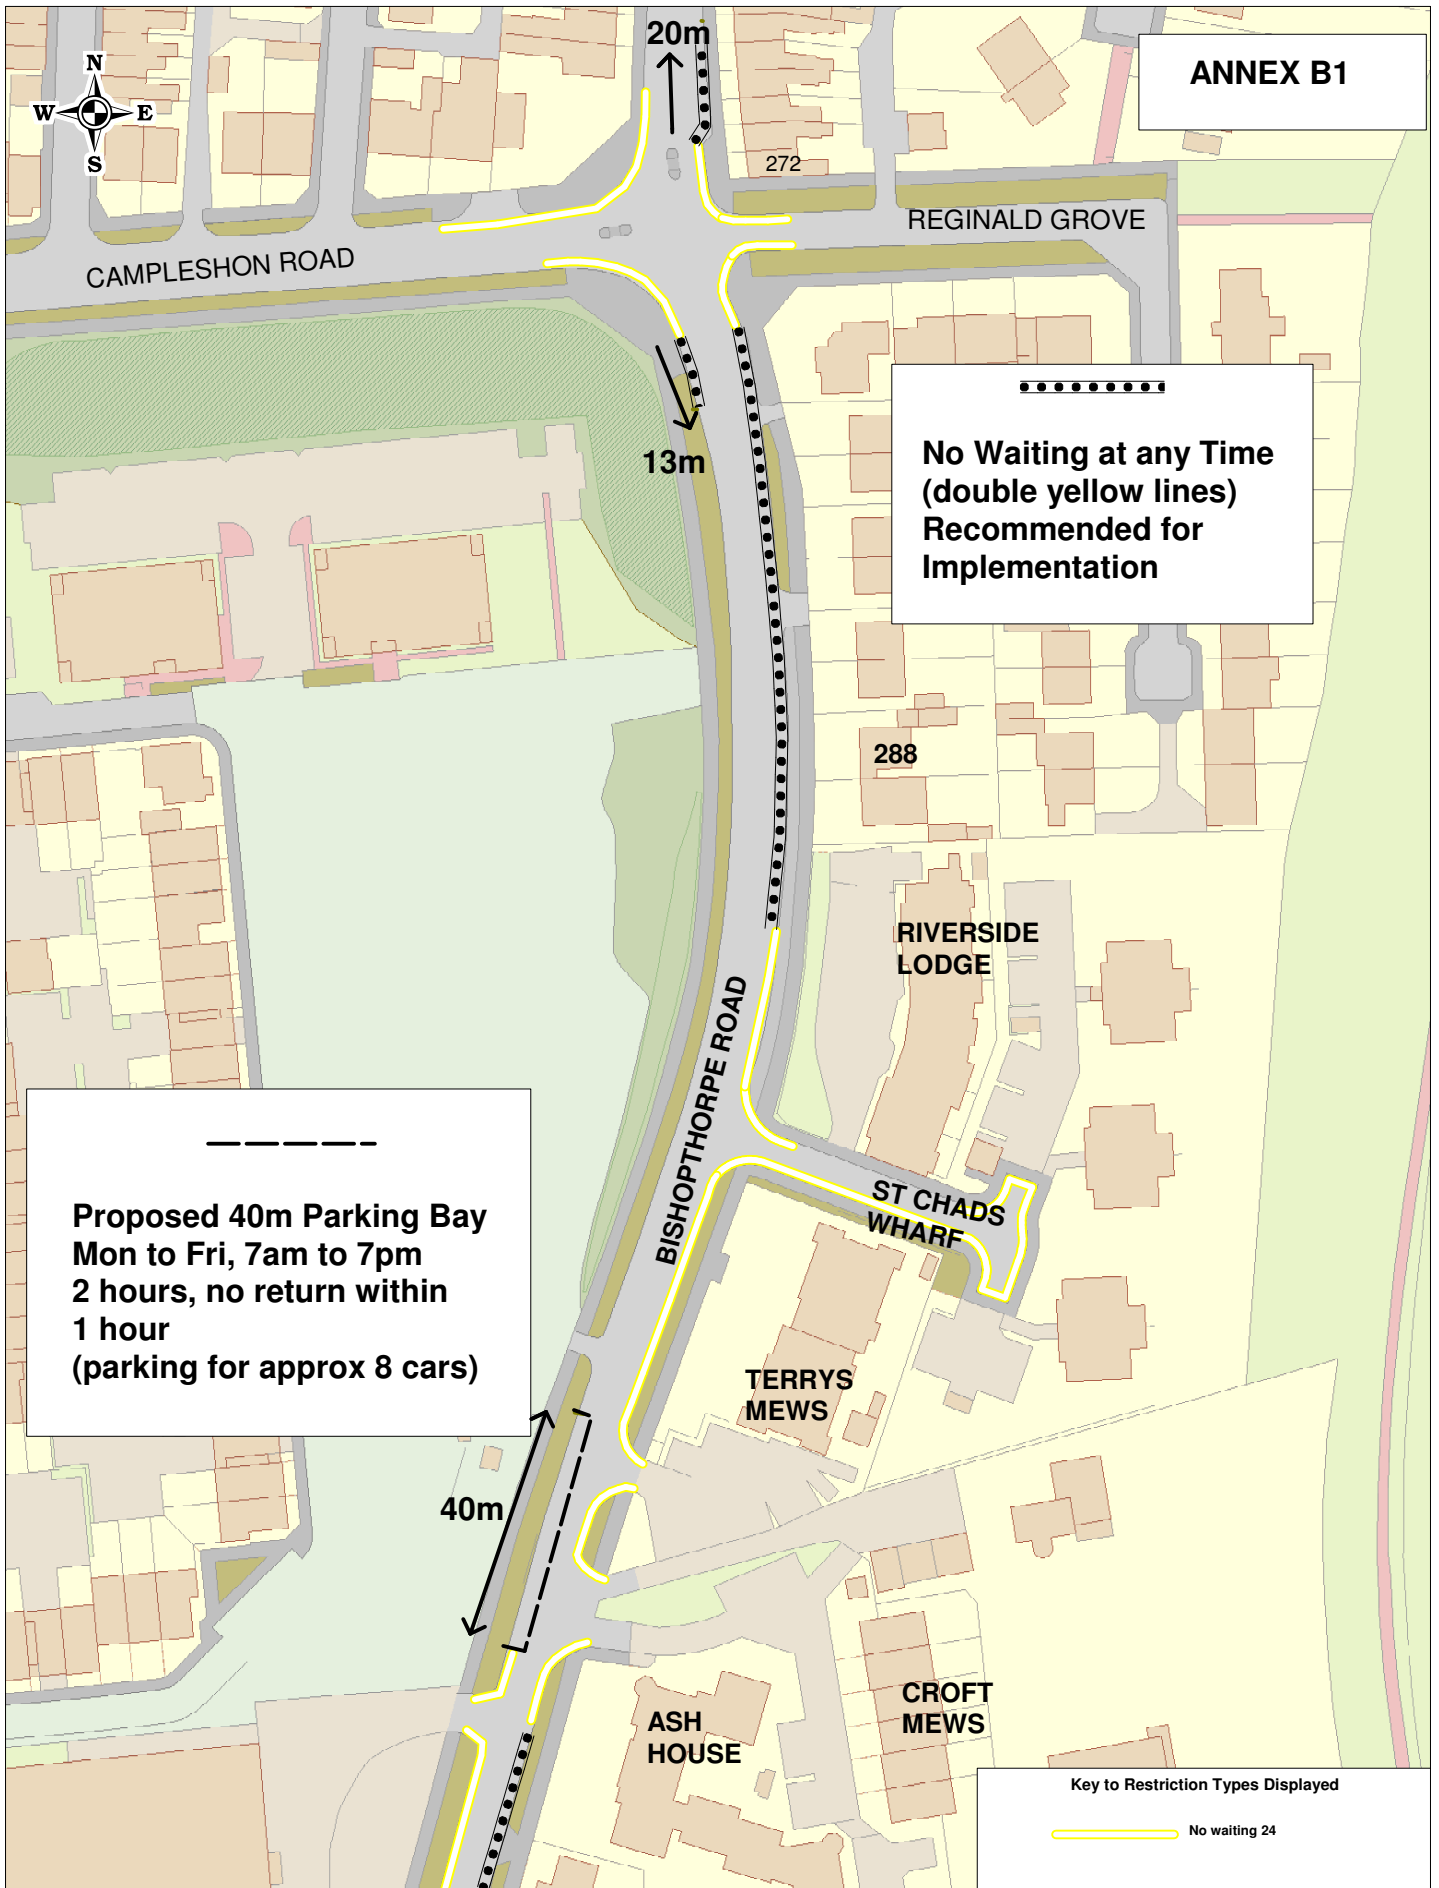 20m
ANNEX B1
N
W E
S
272
REGINALD GROVE
CAMPLESHON ROAD
13m
No Waiting at any Time
(double yellow lines)
Recommended for
Implementation
288
RIVERSIDE
LODGE
BISHOPTHORPE ROAD
ST CHADS
WHARF
Proposed 40m Parking Bay
Mon to Fri, 7am to 7pm
2 hours, no return within
1 hour
(parking for approx 8 cars)
TERRYS
MEWS
40m
CROFT
MEWS
ASH
HOUSE
Key to Restriction Types Displayed
No waiting 24